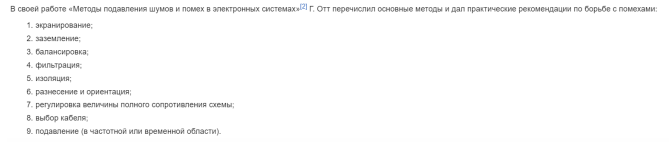 В своей работе «Методы подавления шумов и помех в электронных системах»[2] Г. Отт перечислил основные методы и дал практические рекомендации по борьбе с помехами:
1. экранирование;
2. заземление;
3. балансировка;
4. фильтрация;
5. изоляция;
6. разнесение и ориентация;
7. регулировка величины полного сопротивления схемы;
8. выбор кабеля;
9. подавление (в частотной или временной области).